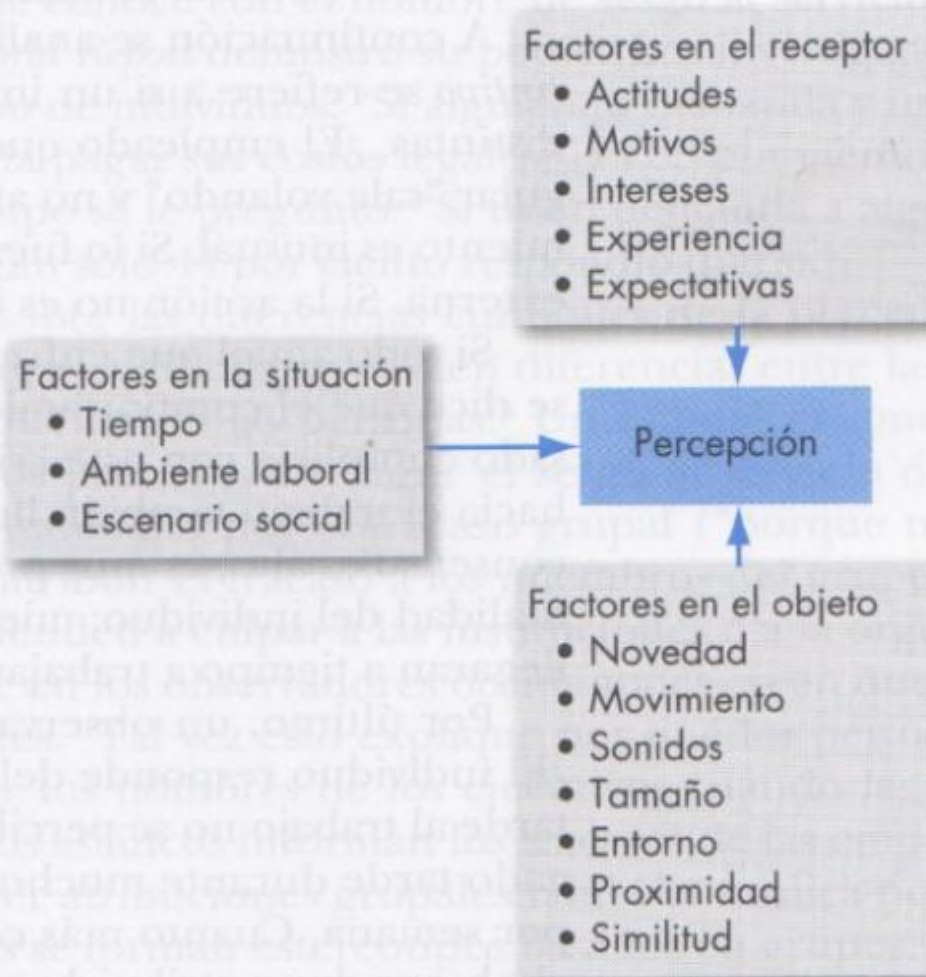 Factores en el receptor
• Actitudes
• Motivos
• Intereses
• Experiencia
• Expectativas
Factores en la situación
• Tiempo
• Ambiente laboral
• Escenario social
Percepción
Factores en el objeto
• Novedad
• Movimiento
• Sonidos
• Tamaño
• Entorno
• Proximidad
• Similitud